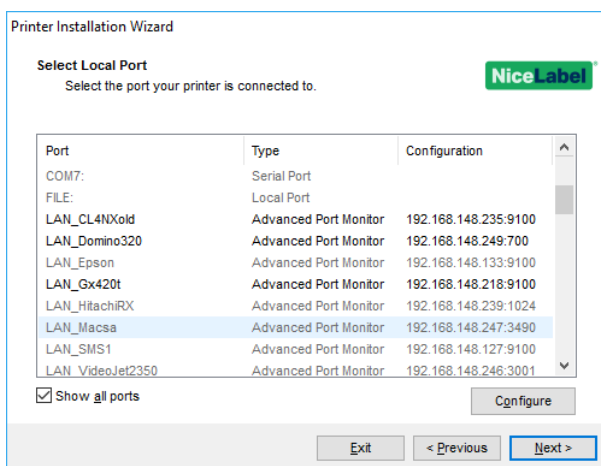 Printer Installation Wizard
Select Local Port
Select the port your printer is connected to.
NiceLabel
Port Type Configuration
COM7: Serial Port
FILE: Local Port
LAN_CL4NXold Advanced Port Monitor 192.168.148.235:9100
LAN_Domino320 Advanced Port Monitor 192.168.148.249:700
LAN_Epson Advanced Port Monitor 192.168.148.133:9100
LAN_Gx420t Advanced Port Monitor 192.168.148.218:9100
LAN_HitachiRX Advanced Port Monitor 192.168.148.239:1024
LAN_Macsa Advanced Port Monitor 192.168.148.247:3490
LAN_SMS1 Advanced Port Monitor 192.168.148.127:9100
LAN_VideoJet2350 Advanced Port Monitor 192.168.148.246:3001
Show all ports
Configure
Exit < Previous Next >